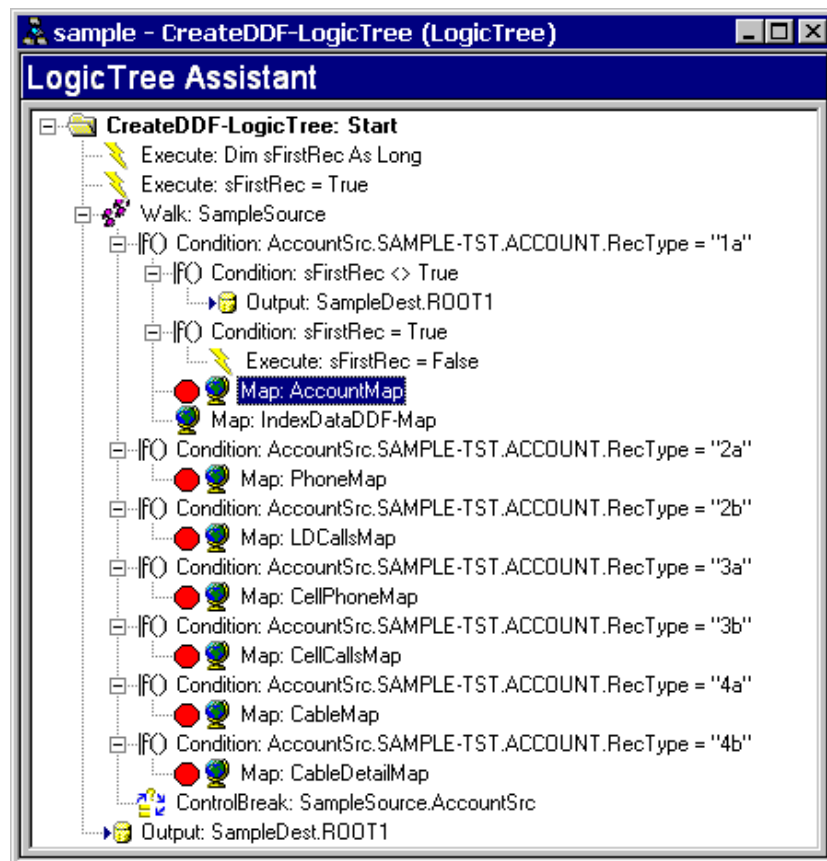 sample - CreateDDF-LogicTree (LogicTree)
LogicTree Assistant
CreateDDF-LogicTree: Start
Execute: Dim sFirstRec As Long
Execute: sFirstRec = True
Walk: SampleSource
If() Condition: AccountSrc.SAMPLE-TST.ACCOUNT.RecType = "1a"
If() Condition: sFirstRec <> True
Output: SampleDest.ROOT1
If() Condition: sFirstRec = True
Execute: sFirstRec = False
Map: AccountMap
Map: IndexDataDDF-Map
If() Condition: AccountSrc.SAMPLE-TST.ACCOUNT.RecType = "2a"
Map: PhoneMap
If() Condition: AccountSrc.SAMPLE-TST.ACCOUNT.RecType = "2b"
Map: LDCallsMap
If() Condition: AccountSrc.SAMPLE-TST.ACCOUNT.RecType = "3a"
Map: CellPhoneMap
If() Condition: AccountSrc.SAMPLE-TST.ACCOUNT.RecType = "3b"
Map: CellCallsMap
If() Condition: AccountSrc.SAMPLE-TST.ACCOUNT.RecType = "4a"
Map: CableMap
If() Condition: AccountSrc.SAMPLE-TST.ACCOUNT.RecType = "4b"
Map: CableDetailMap
ControlBreak: SampleSource.AccountSrc
Output: SampleDest.ROOT1